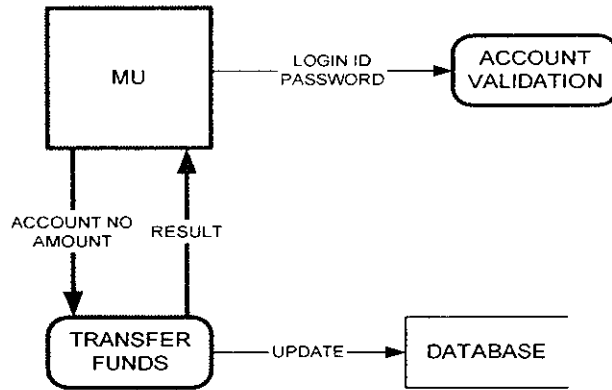 MU
LOGIN ID
PASSWORD
ACCOUNT
VALIDATION
ACCOUNT NO
AMOUNT
RESULT
TRANSFER
FUNDS
UPDATE
DATABASE